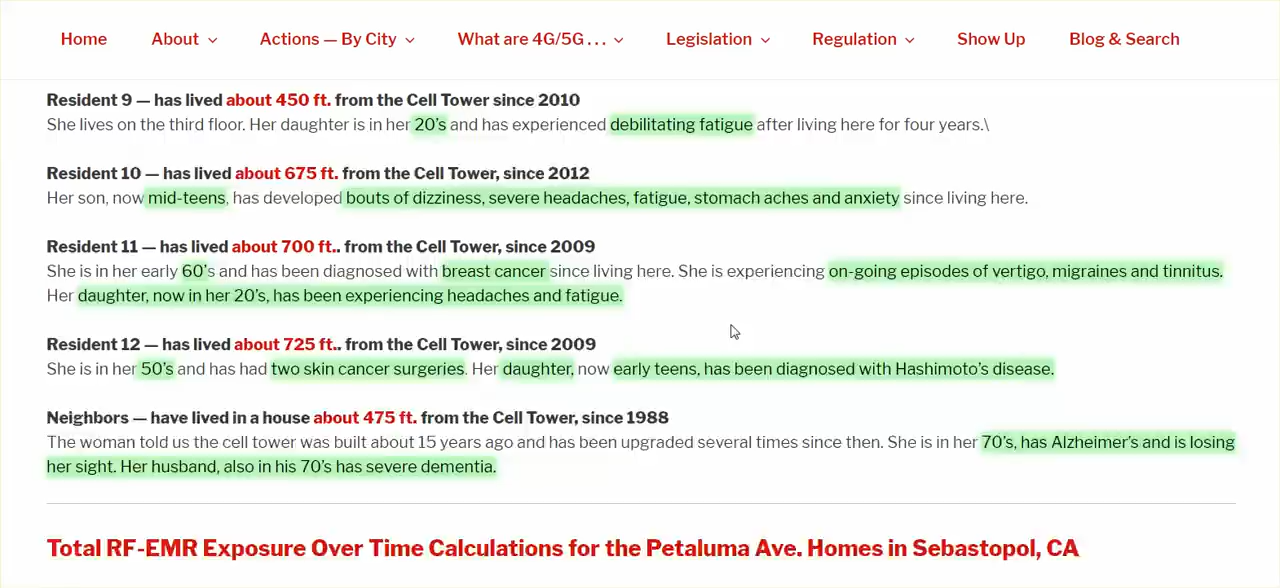 Home About Actions — By City What are 4G/5G . . . Legislation Regulation Show Up Blog & Search
Resident 9 — has lived about 450 ft. from the Cell Tower since 2010
She lives on the third floor. Her daughter is in her 20's and has experienced debilitating fatigue after living here for four years.\
Resident 10 — has lived about 675 ft. from the Cell Tower, since 2012
Her son, now mid-teens, has developed bouts of dizziness, severe headaches, fatigue, stomach aches and anxiety since living here.
Resident 11 — has lived about 700 ft.. from the Cell Tower, since 2009
She is in her early 60's and has been diagnosed with breast cancer since living here. She is experiencing on-going episodes of vertigo, migraines and tinnitus.
Her daughter, now in her 20's, has been experiencing headaches and fatigue.
Resident 12 — has lived about 725 ft.. from the Cell Tower, since 2009
She is in her 50's and has had two skin cancer surgeries. Her daughter, now early teens, has been diagnosed with Hashimoto's disease.
Neighbors — have lived in a house about 475 ft. from the Cell Tower, since 1988
The woman told us the cell tower was built about 15 years ago and has been upgraded several times since then. She is in her 70's, has Alzheimer's and is losing
her sight. Her husband, also in his 70's has severe dementia.
Total RF-EMR Exposure Over Time Calculations for the Petaluma Ave. Homes in Sebastopol, CA